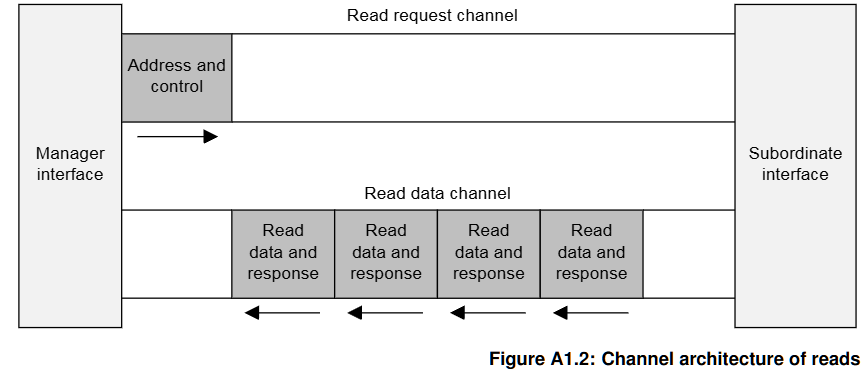 Read request channel
Address and
control
Manager
interface
Subordinate
interface
Read data channel
Read
data and
response
Read
data and
response
Read
data and
response
Read
data and
response
Figure A1.2: Channel architecture of reads